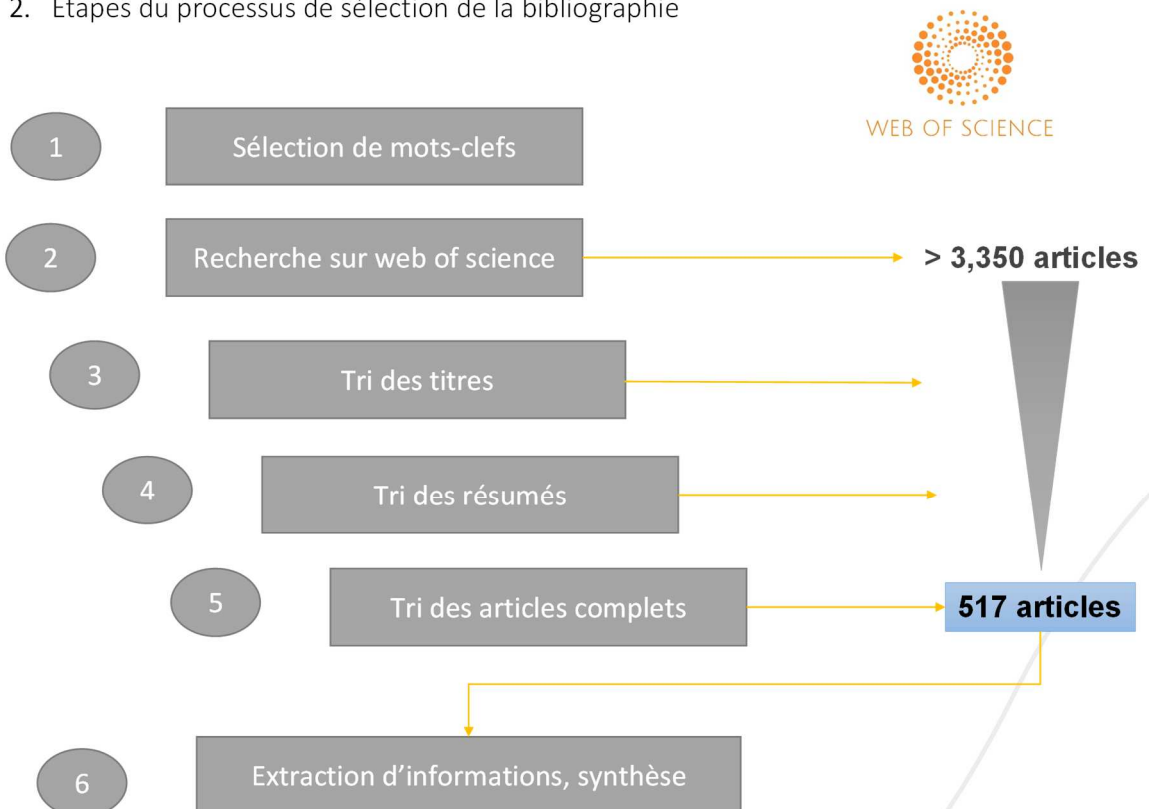 2. Etapes du processus de sélection de la bibliographie
WEB OF SCIENCE
1
Sélection de mots-clefs
2
Recherche sur web of science
> 3,350 articles
3
Tri des titres
4
Tri des résumés
5
Tri des articles complets
517 articles
6
Extraction d’informations, synthèse